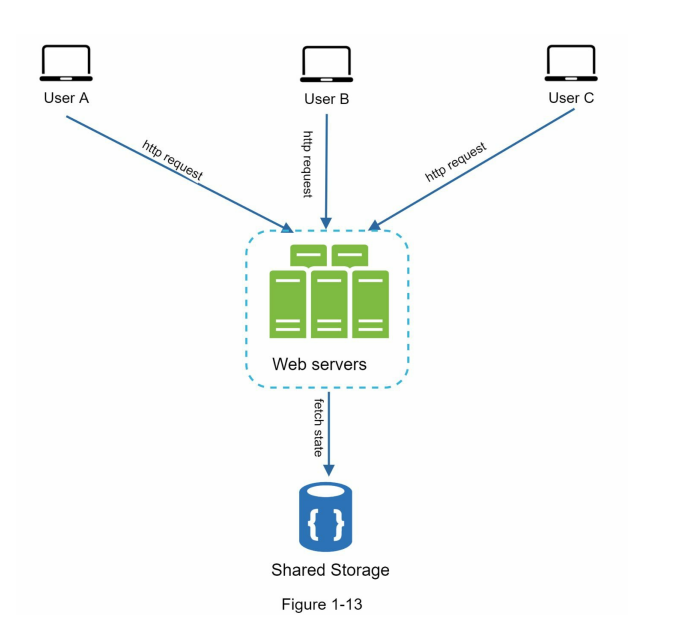 User A
User B
User C
http request
http request
http request
Web servers
fetch state
{ }
Shared Storage
Figure 1-13